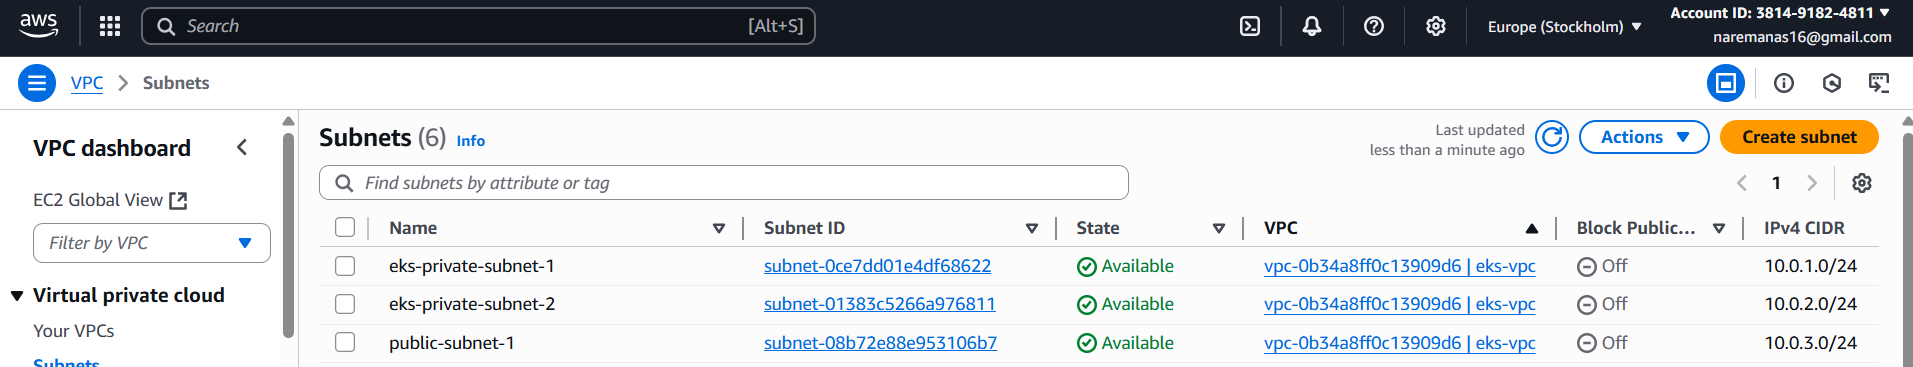 aws
Search [Alt+S]
Europe (Stockholm)
Account ID: 3814-9182-4811
naremanas16@gmail.com
VPC > Subnets
VPC dashboard
EC2 Global View
Filter by VPC
Virtual private cloud
Your VPCs
Subnets
Subnets (6) Info
Last updated
less than a minute ago
Actions
Create subnet
Find subnets by attribute or tag
1
Name Subnet ID State VPC Block Public... IPv4 CIDR
eks-private-subnet-1 subnet-0ce7dd01e4df68622 Available vpc-0b34a8ff0c13909d6 | eks-vpc Off 10.0.1.0/24
eks-private-subnet-2 subnet-01383c5266a976811 Available vpc-0b34a8ff0c13909d6 | eks-vpc Off 10.0.2.0/24
public-subnet-1 subnet-08b72e88e953106b7 Available vpc-0b34a8ff0c13909d6 | eks-vpc Off 10.0.3.0/24